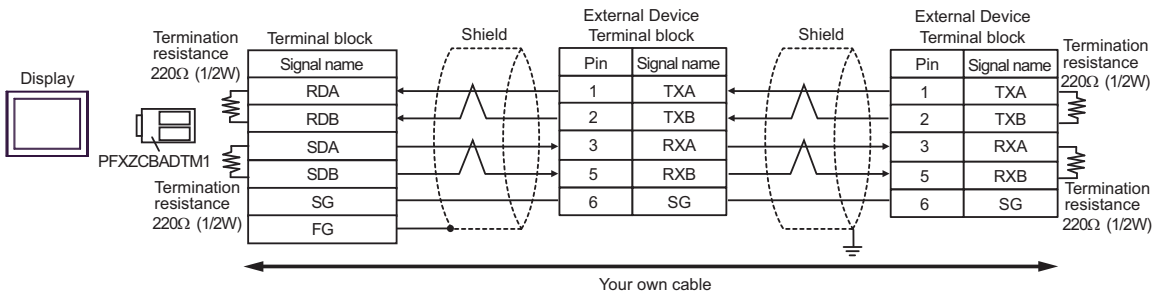 Display
PFXZCBADTM1
Termination
resistance
220Ω (1/2W)
Termination
resistance
220Ω (1/2W)
Terminal block
Signal name
RDA
RDB
SDA
SDB
SG
FG
Shield
External Device
Terminal block
Pin Signal name
1 TXA
2 TXB
3 RXA
5 RXB
6 SG
Shield
External Device
Terminal block
Pin Signal name
1 TXA
2 TXB
3 RXA
5 RXB
6 SG
Termination
resistance
220Ω (1/2W)
Termination
resistance
220Ω (1/2W)
Your own cable